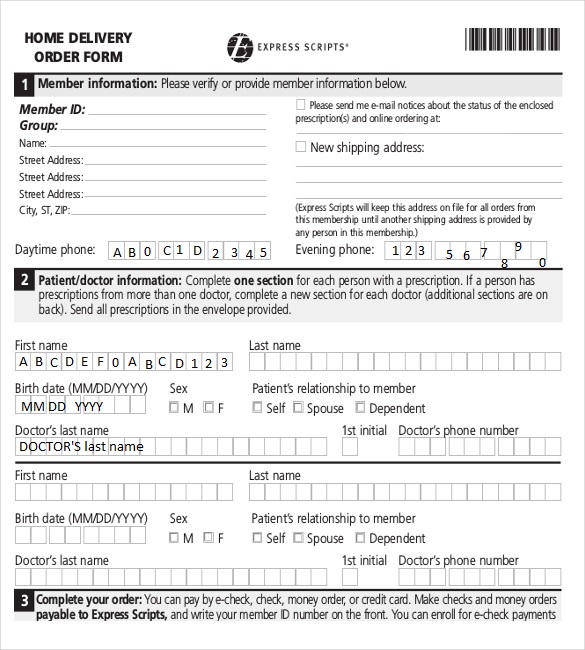 HOME DELIVERY
ORDER FORM
EXPRESS SCRIPTS®
1 Member information: Please verify or provide member information below.
Member ID:
Group:
Name:
Street Address:
Street Address:
Street Address:
City, ST, ZIP:
Please send me e-mail notices about the status of the enclosed
prescription(s) and online ordering at:
New shipping address:
(Express Scripts will keep this address on file for all orders from
this membership until another shipping address is provided by
any person in this membership.)
Daytime phone: A B 0 C 1 D 2 3 4 5 Evening phone: 1 2 3 5 6 7 8 9 0
2 Patient/doctor information: Complete one section for each person with a prescription. If a person has
prescriptions from more than one doctor, complete a new section for each doctor (additional sections are on
back). Send all prescriptions in the envelope provided.
First name Last name
A B C D E F 0 A B C D 1 2 3
Birth date (MM/DD/YYYY) Sex Patient's relationship to member
MM DD YYYY M F Self Spouse Dependent
Doctor's last name 1st initial Doctor's phone number
DOCTOR'S last name
First name Last name
Birth date (MM/DD/YYYY) Sex Patient's relationship to member
M F Self Spouse Dependent
Doctor's last name 1st initial Doctor's phone number
3 Complete your order: You can pay by e-check, check, money order, or credit card. Make checks and money orders
payable to Express Scripts, and write your member ID number on the front. You can enroll for e-check payments